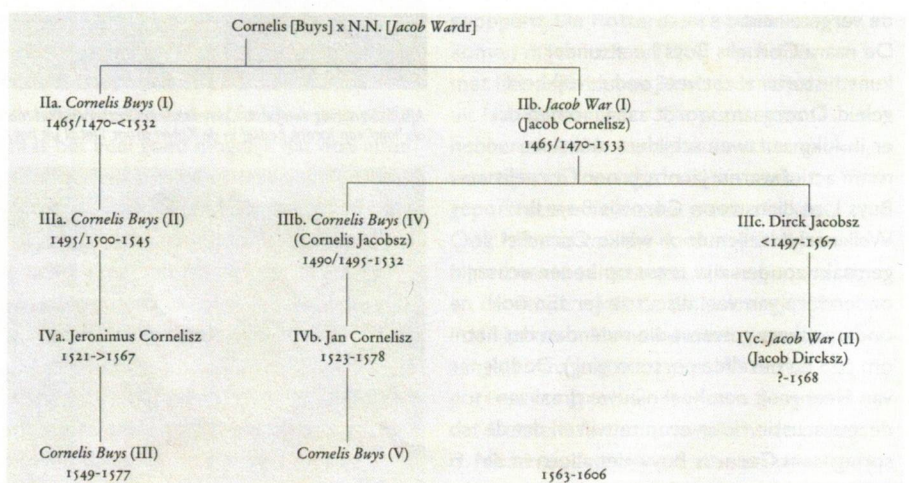 Cornelis [Buys] x N.N. [Jacob Wardr]
IIa. Cornelis Buys (I)
1465/1470-<1519
IIb. Jacob War (I)
(Jacob Cornelisz)
1465/1470-1533
IIIa. Cornelis Buys (II)
1495/1500-1545
IIIb. Cornelis Buys (IV)
(Cornelis Jacobsz)
1490/1495-1532
IIIc. Dirck Jacobsz
<1497-1567
IVa. Jeronimus Cornelisz
1521->1567
IVb. Jan Cornelisz
1523-1578
IVc. Jacob War (II)
(Jacob Dircksz)
?-1568
Cornelis Buys (III)
1549-1577
Cornelis Buys (V)
1563-1606